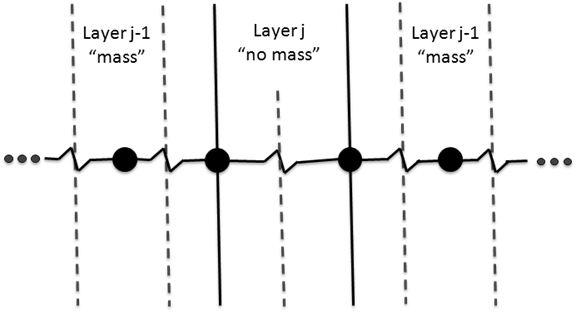 Layer j-1
“mass”
Layer j
“no mass”
Layer j-1
“mass”